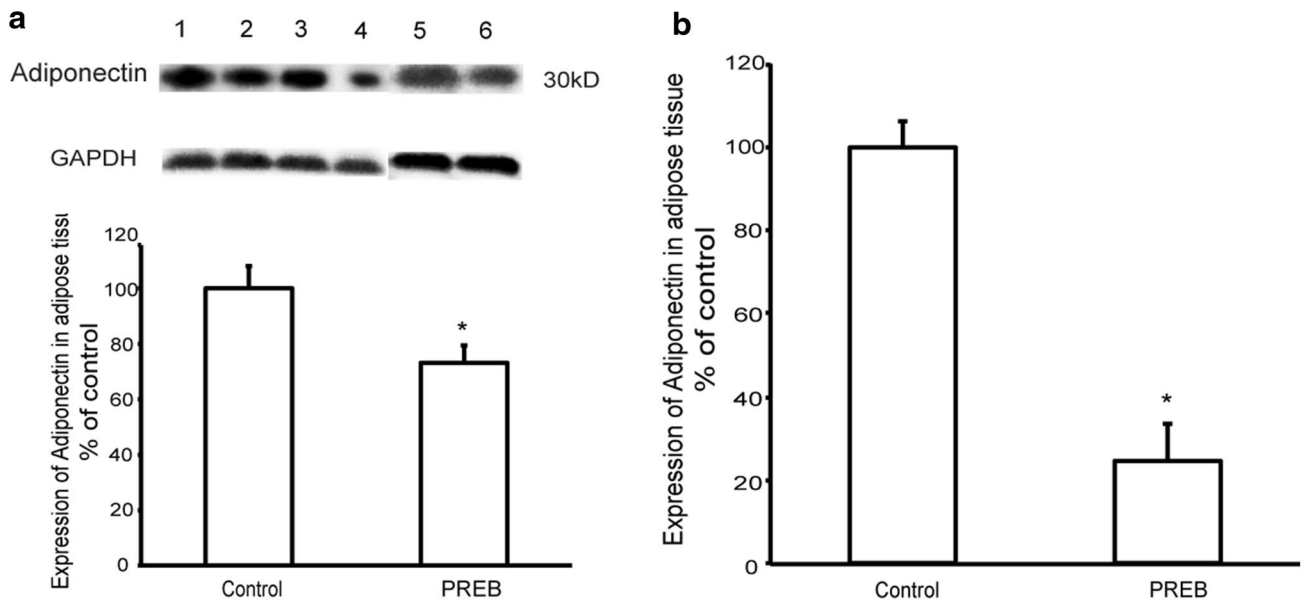 a
1 2 3 4 5 6
Adiponectin 30kD
GAPDH
Expression of Adiponectin in adipose tissu
% of control
120
100
80
60
40
20
0
*
Control PREB
b
Expression of Adiponectin in adipose tissue
% of control
120
100
80
60
40
20
0
*
Control PREB